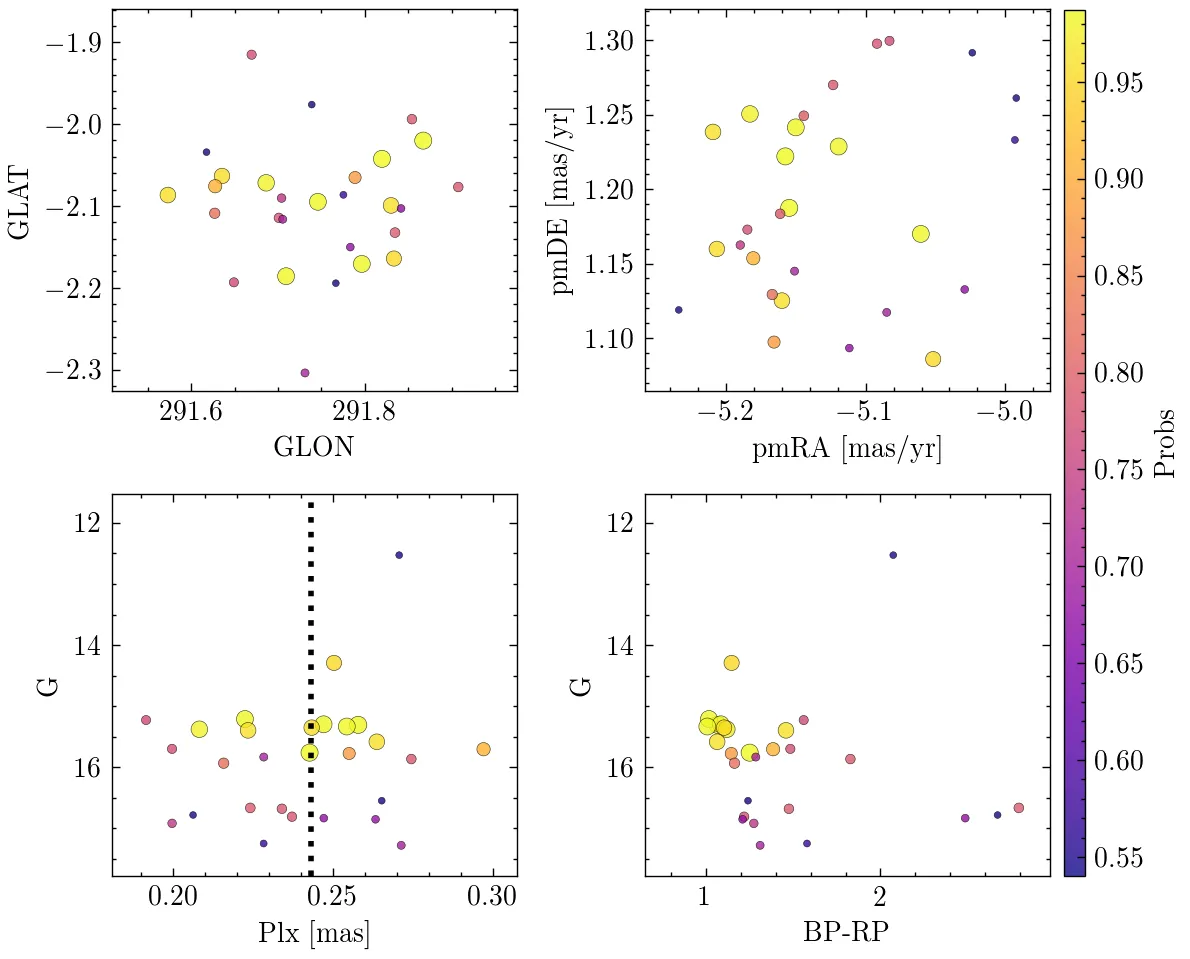 −1.9
−2.0
−2.1
−2.2
−2.3
GLAT
291.6 291.8
GLON
1.30
1.25
1.20
1.15
1.10
pmDE [mas/yr]
−5.2 −5.1 −5.0
pmRA [mas/yr]
12
14
16
G
0.20 0.25 0.30
Plx [mas]
12
14
16
G
1 2
BP-RP
0.95
0.90
0.85
0.80
0.75
0.70
0.65
0.60
0.55
Probs